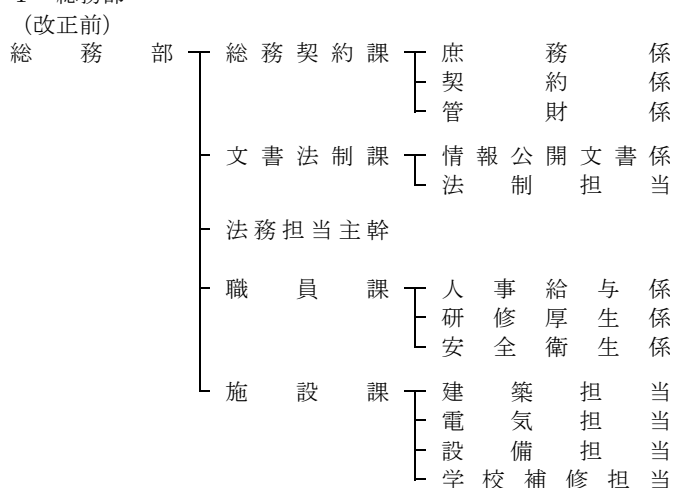 (改正前)
総務部 総務契約課 庶務係
契約係
管財係
文書法制課 情報公開文書係
法制担当
法務担当主幹
職員課 人事給与係
研修厚生係
安全衛生係
施設課 建築担当
電気担当
設備担当
学校補修担当